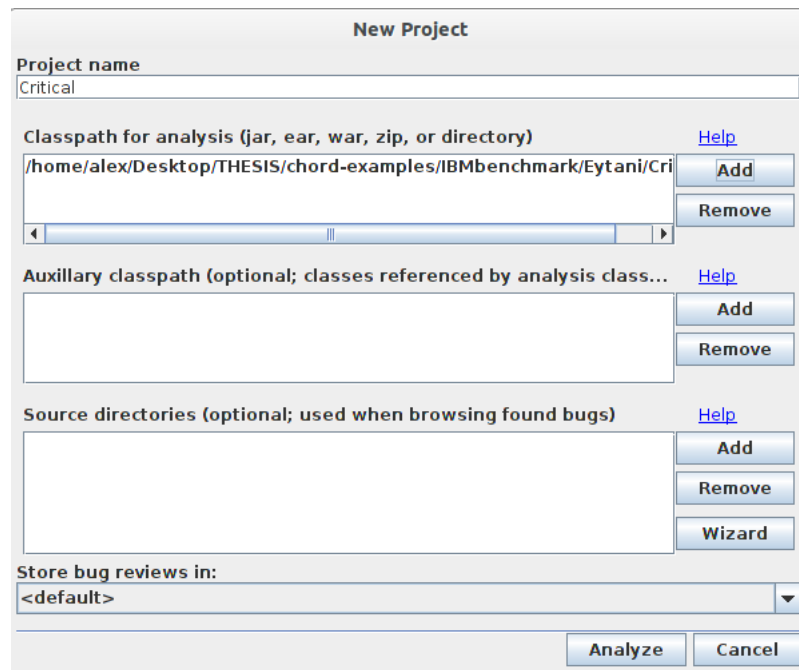 New Project
Project name
Critical
Classpath for analysis (jar, ear, war, zip, or directory) Help
/home/alex/Desktop/THESIS/chord-examples/IBMbenchmark/Eytani/Cri Add
Remove
Auxillary classpath (optional; classes referenced by analysis class... Help
Add
Remove
Source directories (optional; used when browsing found bugs) Help
Add
Remove
Wizard
Store bug reviews in:
<default>
Analyze Cancel